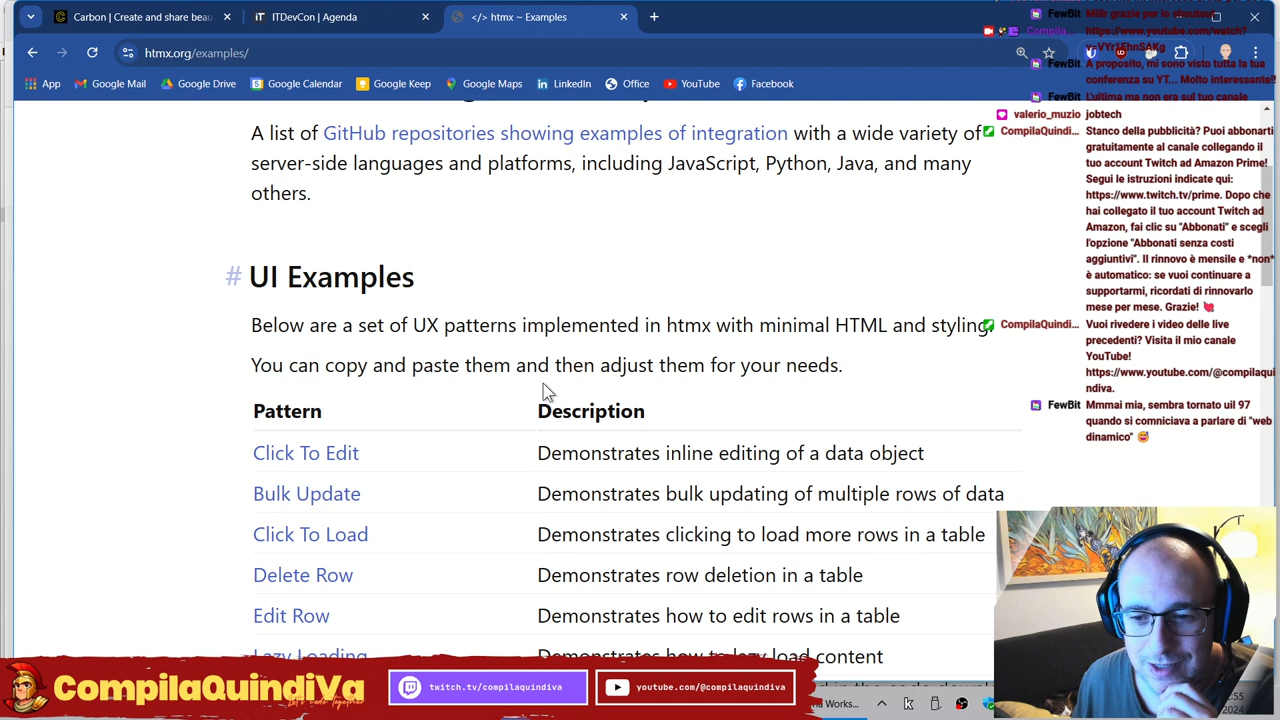 Carbon | Create and share beau
ITDevCon | Agenda
</> htmx ~ Examples
htmx.org/examples/
App
Google Mail
Google Drive
Google Calendar
Google Keep
Google Maps
LinkedIn
Office
YouTube
Facebook
A list of GitHub repositories showing examples of integration with a wide variety of
server-side languages and platforms, including JavaScript, Python, Java, and many
others.
# UI Examples
Below are a set of UX patterns implemented in htmx with minimal HTML and styling.
You can copy and paste them and then adjust them for your needs.
Pattern Description
Click To Edit Demonstrates inline editing of a data object
Bulk Update Demonstrates bulk updating of multiple rows of data
Click To Load Demonstrates clicking to load more rows in a table
Delete Row Demonstrates row deletion in a table
Edit Row Demonstrates how to edit rows in a table
Lazy Loading Demonstrates how to lazy load content
FewBit Millr grazie per lo shoutout
https://www.youtube.com/watch?
FewBit A proposito, mi sono visto tutta la tua
conferenza su YT... Molto interessante!!
FewBit L'ultima ma non era sul tuo canale
valerio_muzio jobtech
CompilaQuindi... Stanco della pubblicità? Puoi abbonarti
gratuitamente al canale collegando il
tuo account Twitch ad Amazon Prime!
Segui le istruzioni indicate qui:
https://www.twitch.tv/prime. Dopo che
hai collegato il tuo account Twitch ad
Amazon, fai clic su "Abbonati" e scegli
l'opzione "Abbonati senza costi
aggiuntivi". Il rinnovo è mensile e *non*
è automatico: se vuoi continuare a
supportarmi, ricordati di rinnovarlo
mese per mese. Grazie! 💘
CompilaQuindi... Vuoi rivedere i video delle live
precedenti? Visita il mio canale
YouTube!
https://www.youtube.com/@compilaqui
ndiva.
FewBit Mmmai mia, sembra tornato uil 97
quando si comniciava a parlare di "web
dinamico" 😅
CompilaQuindiVa
Let's code Together
twitch.tv/compilaquindiva
youtube.com/@compilaquindiva